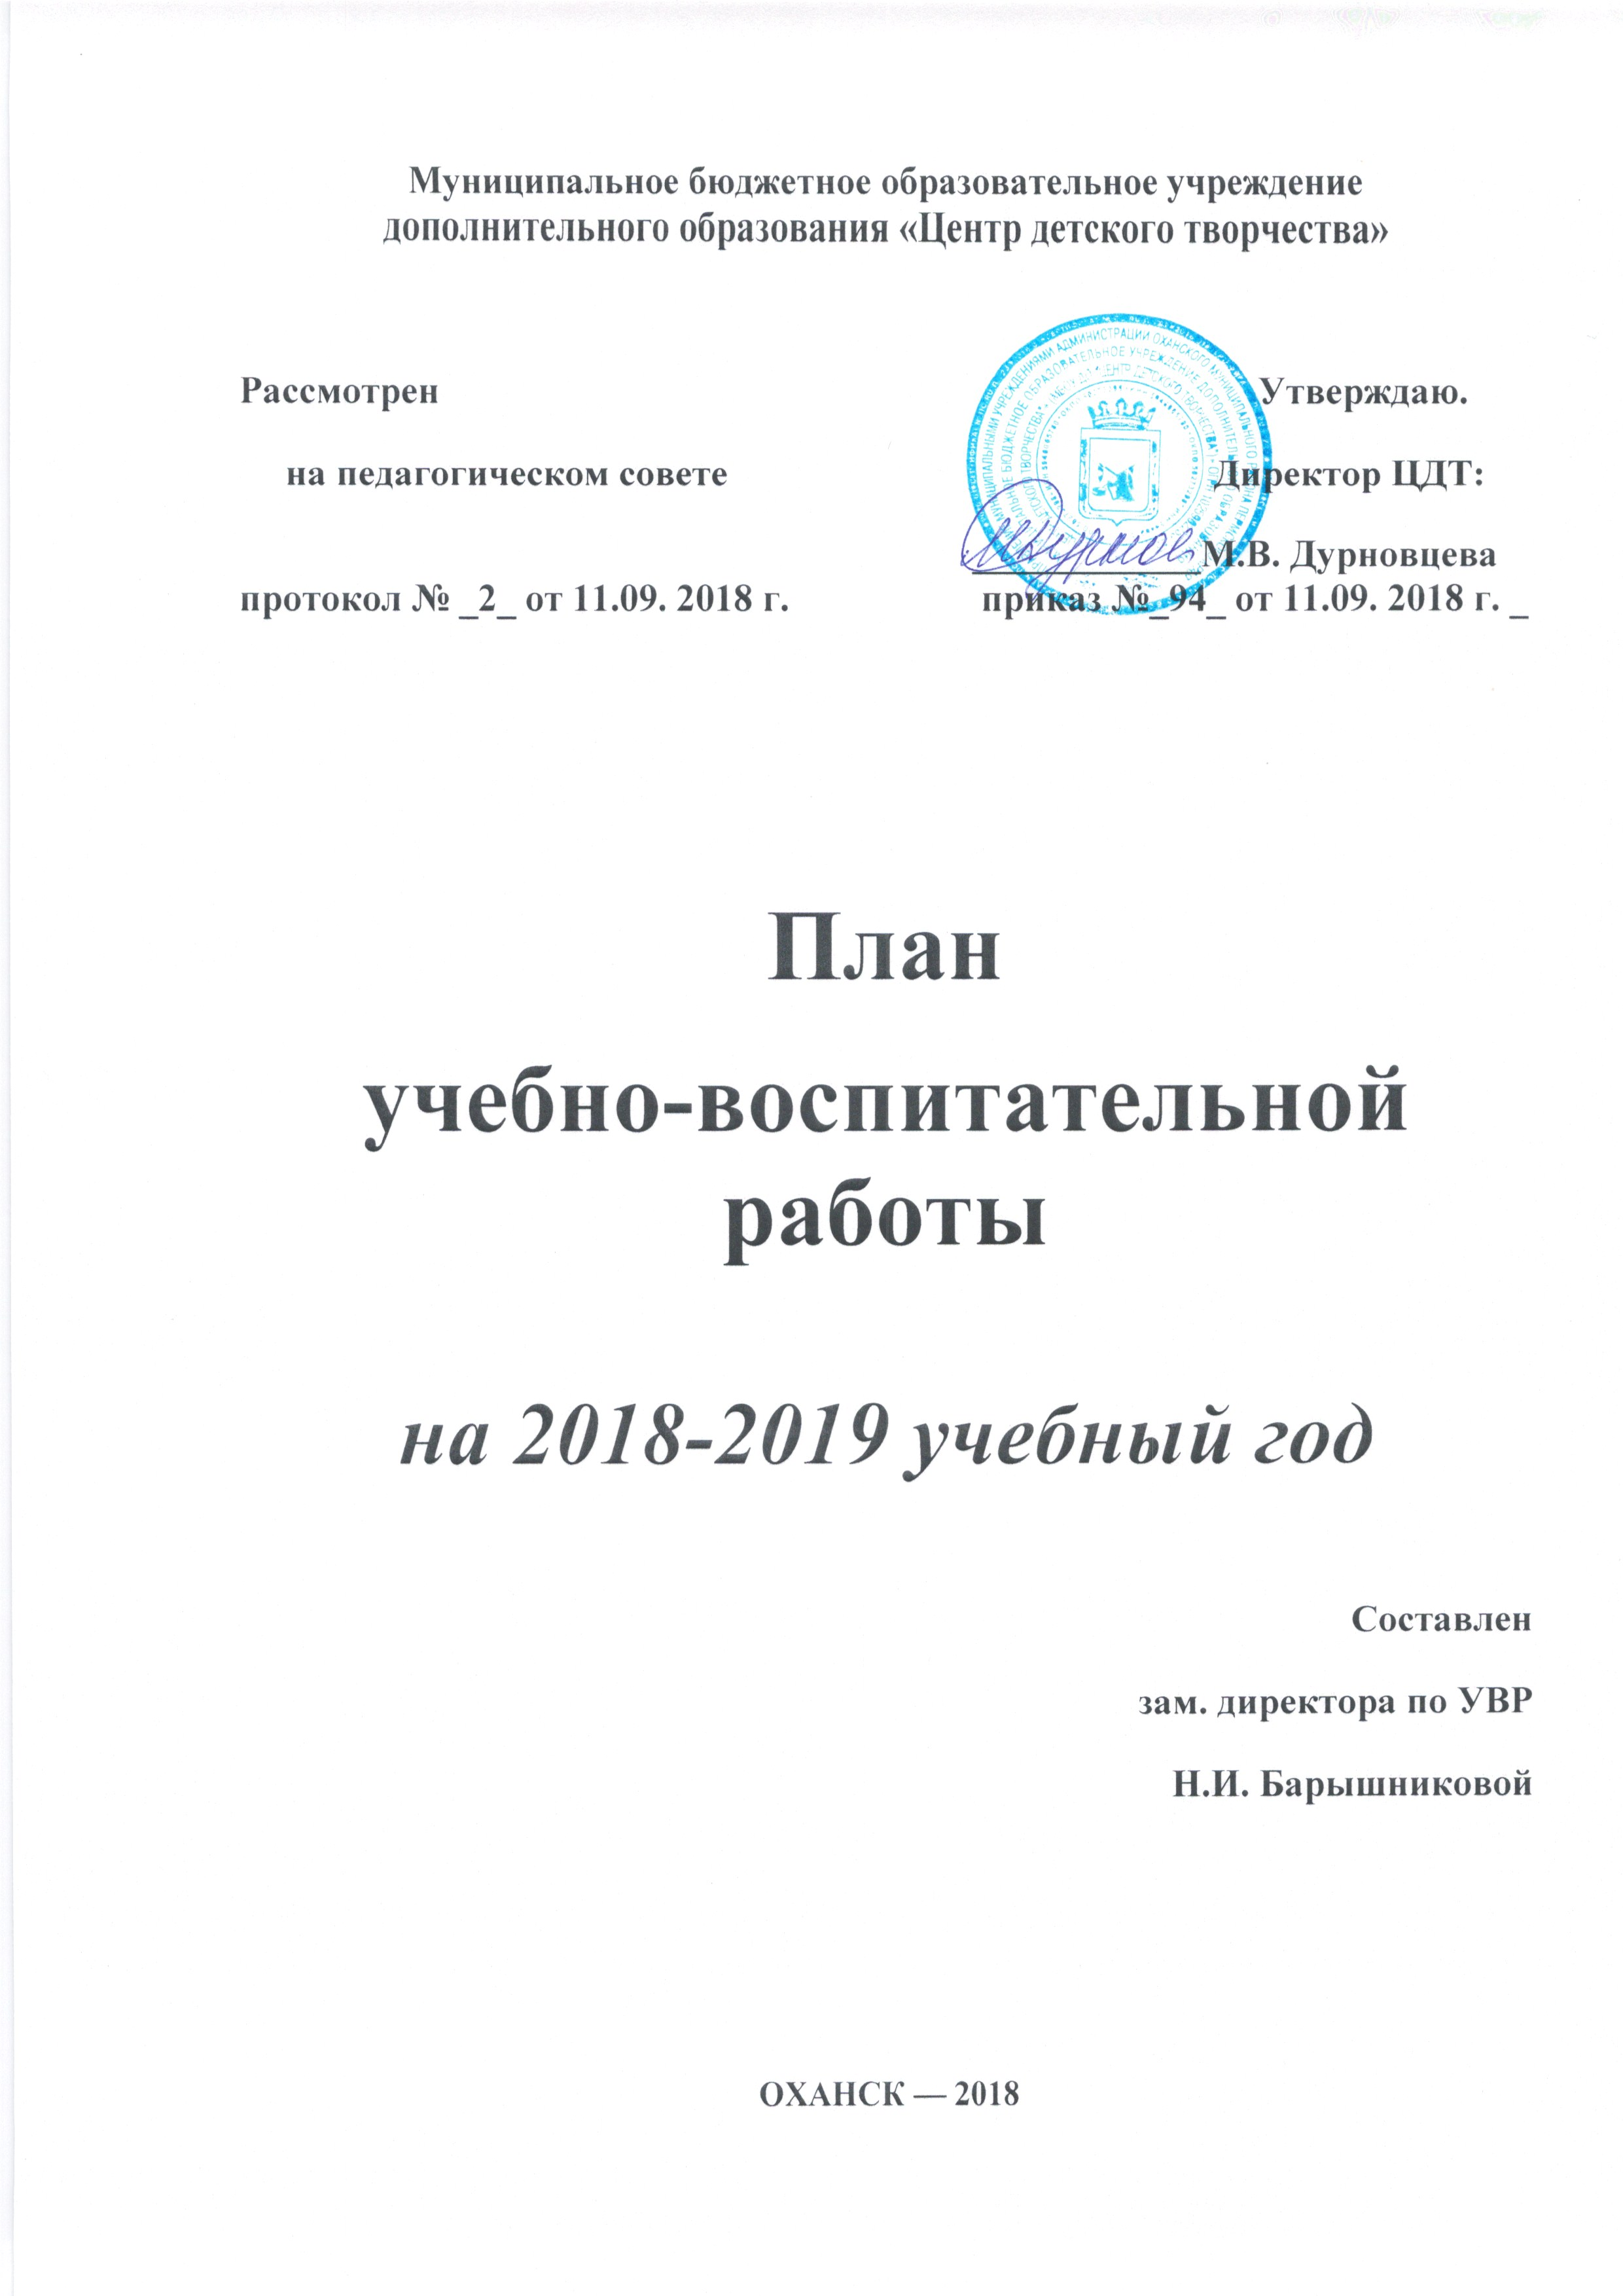 Муниципальное бюджетное образовательное учреждение
дополнительного образования «Центр детского творчества»
Рассмотрен
на педагогическом совете
протокол № _2_ от 11.09. 2018 г.
Утверждаю.
Директор ЦДТ:
____________М.В. Дурновцева
приказ №_94_ от 11.09. 2018 г. _
План
учебно-воспитательной
работы
на 2018-2019 учебный год
Составлен
зам. директора по УВР
Н.И. Барышниковой
ОХАНСК — 2018